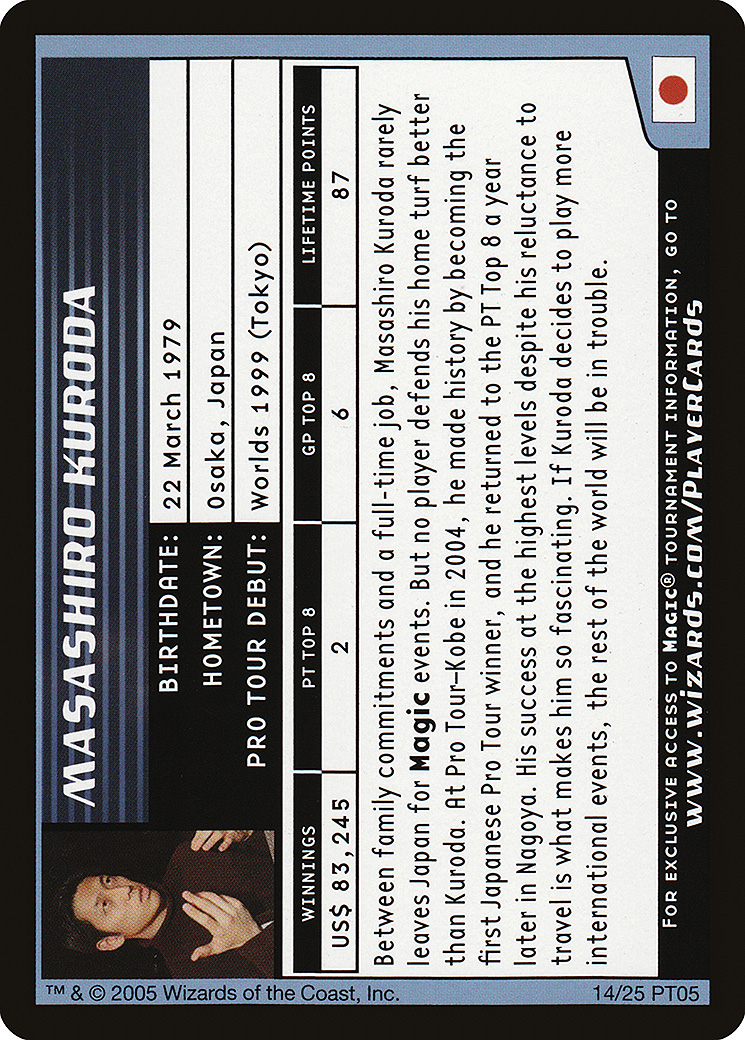 MASASHIRO KURODA
BIRTHDATE: 22 March 1979
HOMETOWN: Osaka, Japan
PRO TOUR DEBUT: Worlds 1999 (Tokyo)
WINNINGS PT TOP 8 GP TOP 8 LIFETIME POINTS
US$ 83,245 2 6 87
Between family commitments and a full-time job, Masashiro Kuroda rarely
leaves Japan for Magic events. But no player defends his home turf better
than Kuroda. At Pro Tour–Kobe in 2004, he made history by becoming the
first Japanese Pro Tour winner, and he returned to the PT Top 8 a year
later in Nagoya. His success at the highest levels despite his reluctance to
travel is what makes him so fascinating. If Kuroda decides to play more
international events, the rest of the world will be in trouble.
FOR EXCLUSIVE ACCESS TO MAGIC® TOURNAMENT INFORMATION, GO TO
WWW.WIZARDS.COM/PLAYERCARDS
™ & © 2005 Wizards of the Coast, Inc.
14/25 PT05